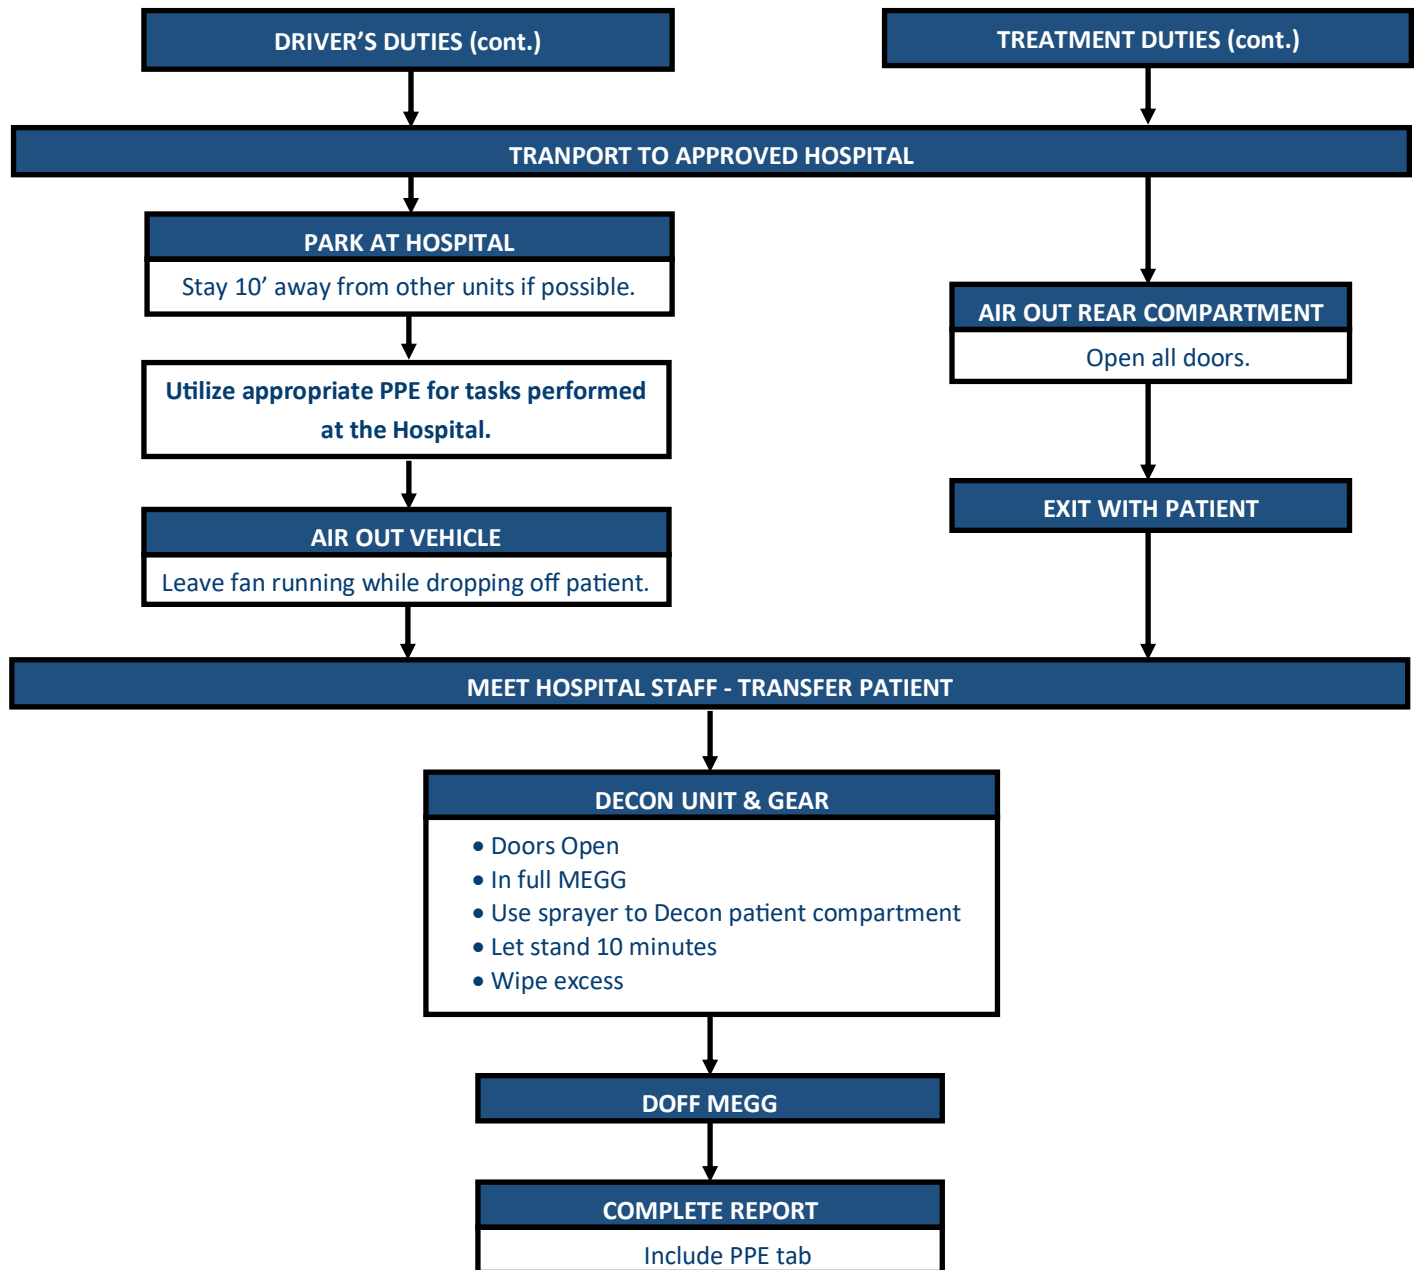 DRIVER'S DUTIES (cont.)
TREATMENT DUTIES (cont.)
TRANPORT TO APPROVED HOSPITAL
PARK AT HOSPITAL
Stay 10’ away from other units if possible.
AIR OUT REAR COMPARTMENT
Open all doors.
Utilize appropriate PPE for tasks performed
at the Hospital.
EXIT WITH PATIENT
AIR OUT VEHICLE
Leave fan running while dropping off patient.
MEET HOSPITAL STAFF - TRANSFER PATIENT
DECON UNIT & GEAR
• Doors Open
• In full MEGG
• Use sprayer to Decon patient compartment
• Let stand 10 minutes
• Wipe excess
DOFF MEGG
COMPLETE REPORT
Include PPE tab